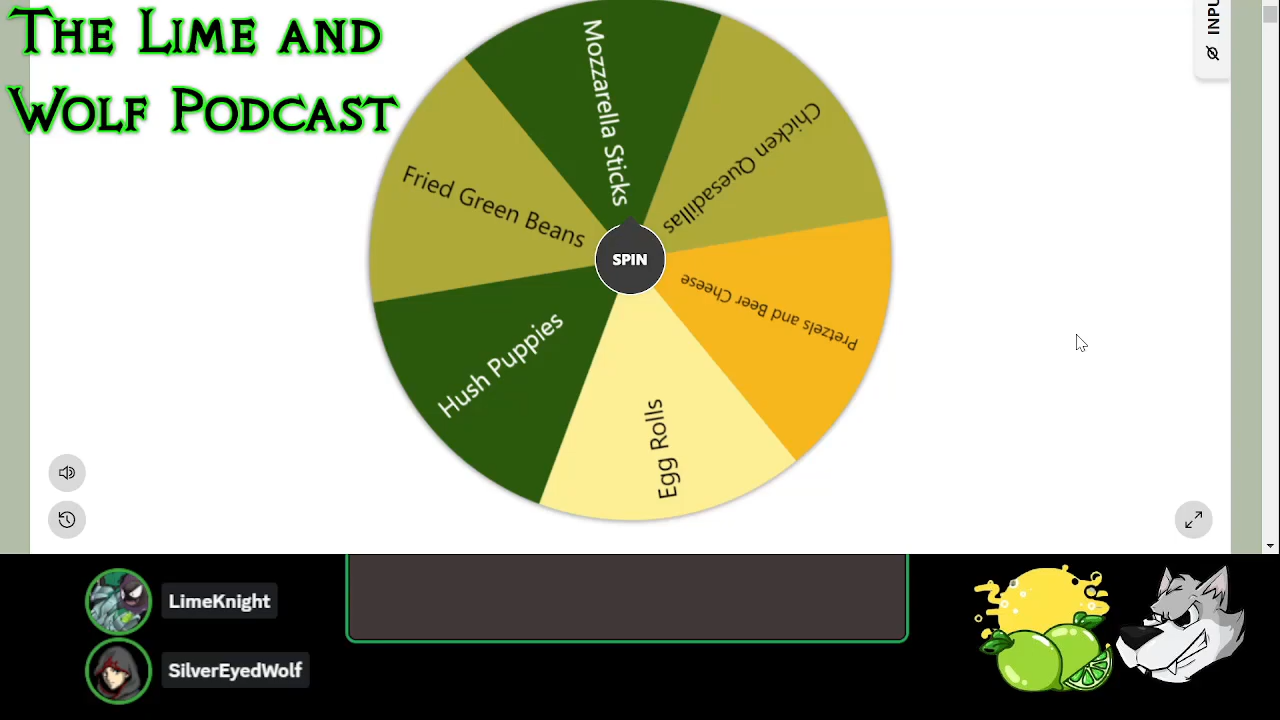 The Lime and
Wolf Podcast
INPU
Mozzarella Sticks
Chicken Quesadillas
Fried Green Beans
SPIN
Pretzels and Beer Cheese
Hush Puppies
Egg Rolls
LimeKnight
SilverEyedWolf